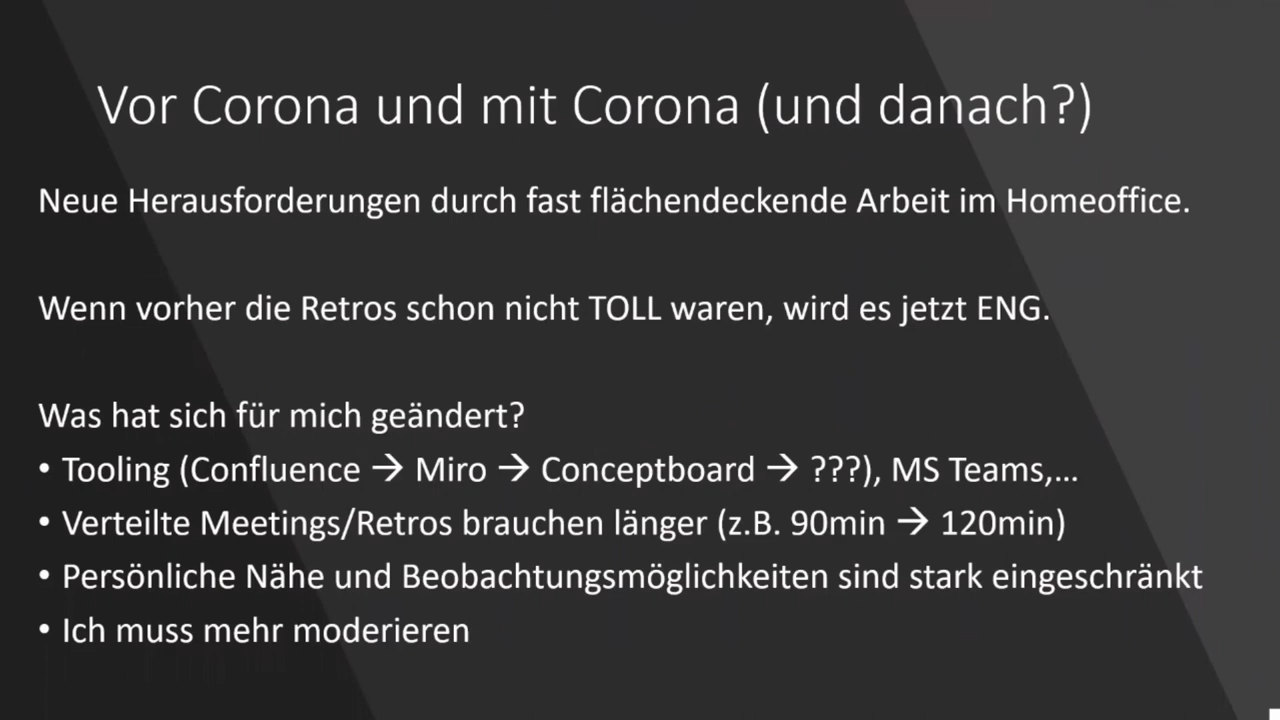 Vor Corona und mit Corona (und danach?)
Neue Herausforderungen durch fast flächendeckende Arbeit im Homeoffice.
Wenn vorher die Retros schon nicht TOLL waren, wird es jetzt ENG.
Was hat sich für mich geändert?
• Tooling (Confluence → Miro → Conceptboard → ???), MS Teams,...
• Verteilte Meetings/Retros brauchen länger (z.B. 90min → 120min)
• Persönliche Nähe und Beobachtungsmöglichkeiten sind stark eingeschränkt
• Ich muss mehr moderieren